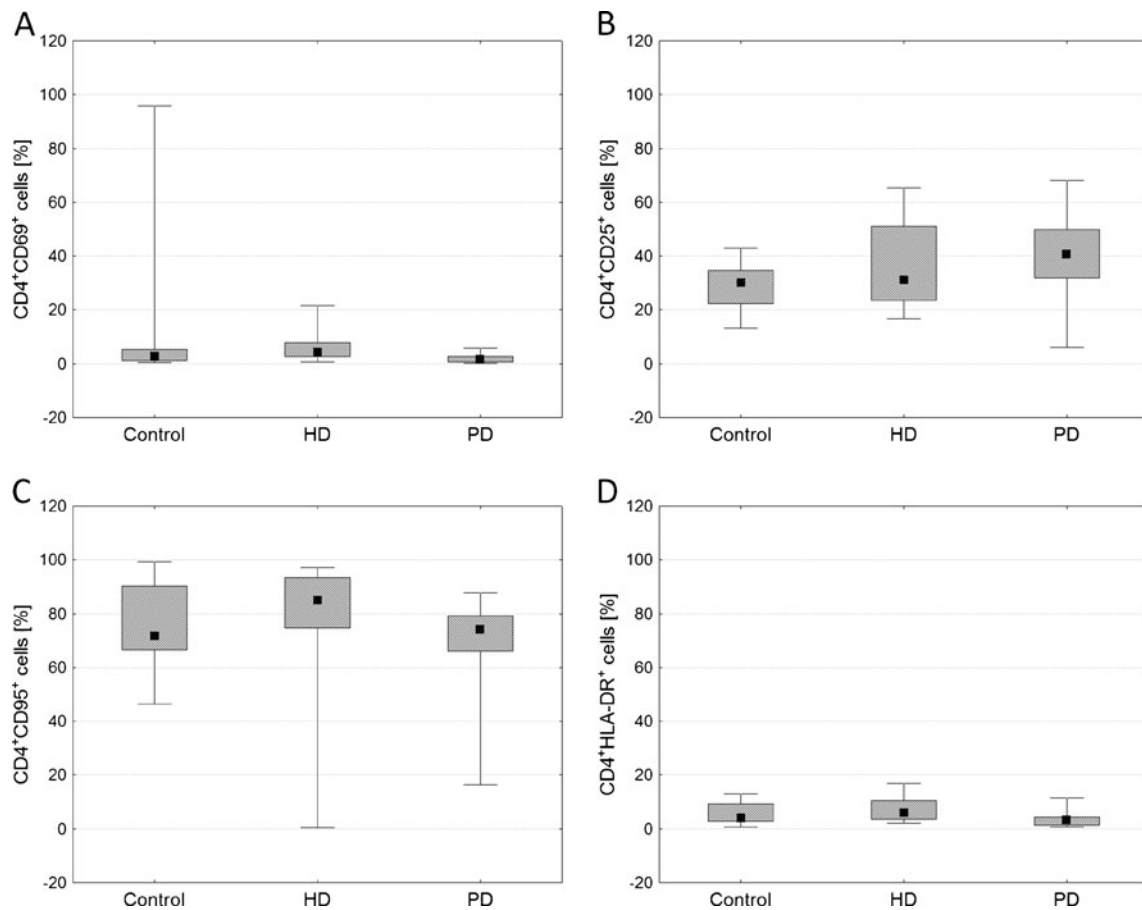 A
CD4+CD69+ cells [%]
120
100
80
60
40
20
0
-20
Control HD PD
B
CD4+CD25+ cells [%]
120
100
80
60
40
20
0
-20
Control HD PD
C
CD4+CD95+ cells [%]
120
100
80
60
40
20
0
-20
Control HD PD
D
CD4+HLA-DR+ cells [%]
120
100
80
60
40
20
0
-20
Control HD PD